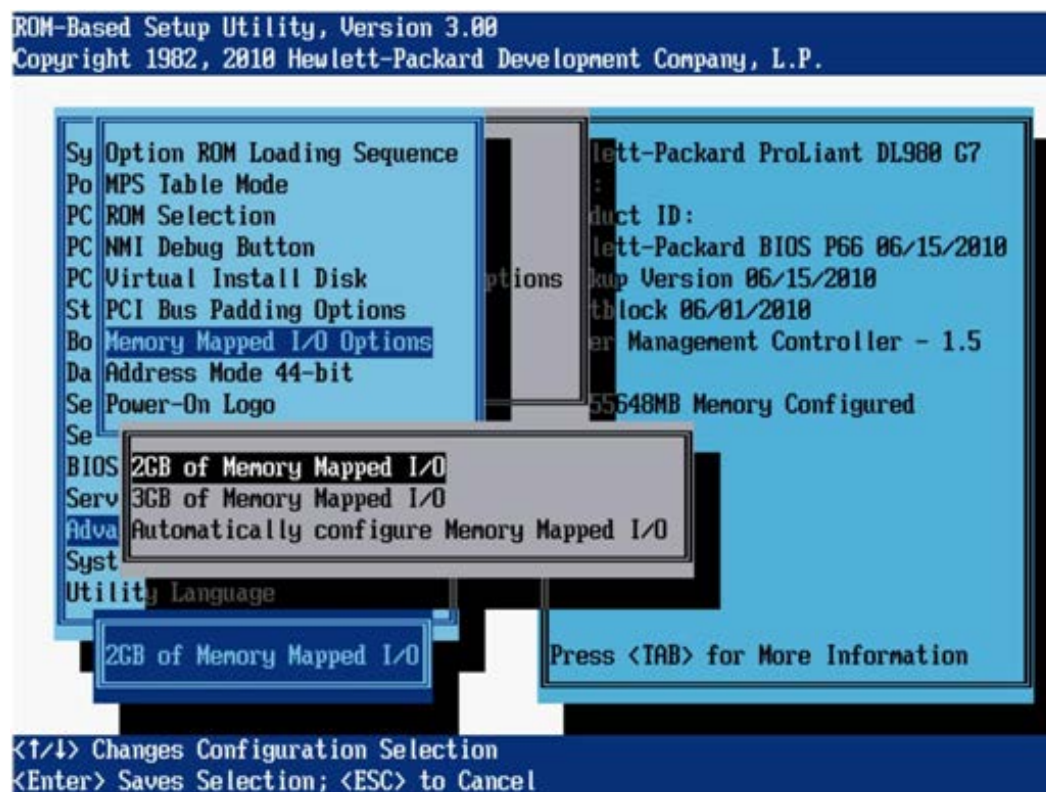 ROM-Based Setup Utility, Version 3.00
Copyright 1982, 2010 Hewlett-Packard Development Company, L.P.
Sy Option ROM Loading Sequence lett-Packard ProLiant DL980 G7
Po MPS Table Mode :
PC ROM Selection duct ID:
PC NMI Debug Button lett-Packard BIOS P66 06/15/2010
PC Virtual Install Disk ptions kup Version 06/15/2010
St PCI Bus Padding Options tblock 06/01/2010
Bo Memory Mapped I/O Options er Management Controller - 1.5
Da Address Mode 44-bit
Se Power-On Logo 55648MB Memory Configured
Se
BIOS 2GB of Memory Mapped I/O
Serv 3GB of Memory Mapped I/O
Adva Automatically configure Memory Mapped I/O
Syst
Utility Language
2GB of Memory Mapped I/O Press <TAB> for More Information
<↑/↓> Changes Configuration Selection
<Enter> Saves Selection; <ESC> to Cancel